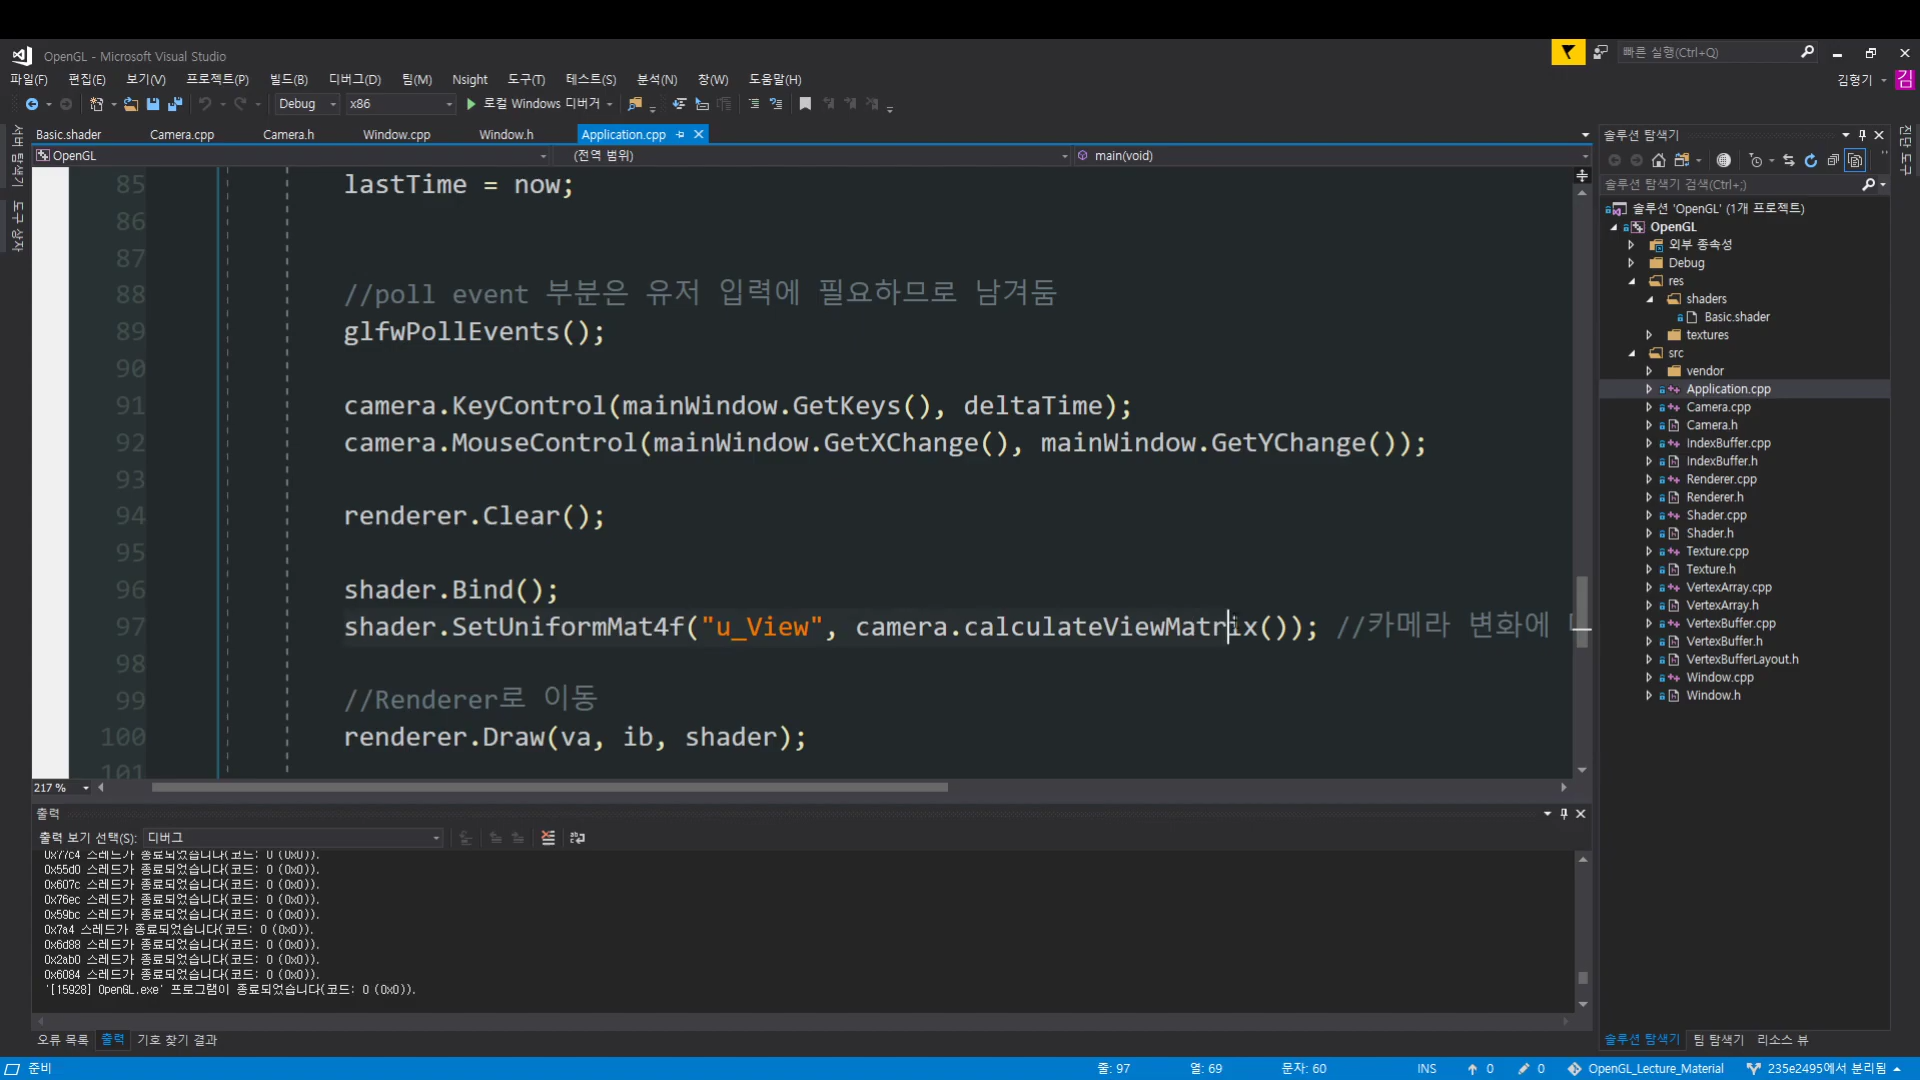 OpenGL - Microsoft Visual Studio
빠른 실행(Ctrl+Q)
파일(F) 편집(E) 보기(V) 프로젝트(P) 빌드(B) 디버그(D) 팀(M) Nsight 도구(T) 테스트(S) 분석(N) 창(W) 도움말(H)
김형기 김
Debug x86 로컬 Windows 디버거
Basic.shader Camera.cpp Camera.h Window.cpp Window.h Application.cpp
OpenGL (전역 범위) main(void)
서버 탐색기
도구 상자
85 lastTime = now;
86
87
88 //poll event 부분은 유저 입력에 필요하므로 남겨둠
89 glfwPollEvents();
90
91 camera.KeyControl(mainWindow.GetKeys(), deltaTime);
92 camera.MouseControl(mainWindow.GetXChange(), mainWindow.GetYChange());
93
94 renderer.Clear();
95
96 shader.Bind();
97 shader.SetUniformMat4f("u_View", camera.calculateViewMatrix()); //카메라 변화에
98
99 //Renderer로 이동
100 renderer.Draw(va, ib, shader);
101
217 %
출력
출력 보기 선택(S): 디버그
0x77c4 스레드가 종료되었습니다(코드: 0 (0x0)).
0x55d0 스레드가 종료되었습니다(코드: 0 (0x0)).
0x607c 스레드가 종료되었습니다(코드: 0 (0x0)).
0x76ec 스레드가 종료되었습니다(코드: 0 (0x0)).
0x59bc 스레드가 종료되었습니다(코드: 0 (0x0)).
0x7a4 스레드가 종료되었습니다(코드: 0 (0x0)).
0x6d88 스레드가 종료되었습니다(코드: 0 (0x0)).
0x2ab0 스레드가 종료되었습니다(코드: 0 (0x0)).
0x6084 스레드가 종료되었습니다(코드: 0 (0x0)).
'[15928] OpenGL.exe' 프로그램이 종료되었습니다(코드: 0 (0x0)).
오류 목록 출력 기호 찾기 결과
솔루션 탐색기
솔루션 탐색기 검색(Ctrl+;)
솔루션 'OpenGL' (1개 프로젝트)
OpenGL
외부 종속성
Debug
res
shaders
Basic.shader
textures
src
vendor
Application.cpp
Camera.cpp
Camera.h
IndexBuffer.cpp
IndexBuffer.h
Renderer.cpp
Renderer.h
Shader.cpp
Shader.h
Texture.cpp
Texture.h
VertexArray.cpp
VertexArray.h
VertexBuffer.cpp
VertexBuffer.h
VertexBufferLayout.h
Window.cpp
Window.h
솔루션 탐색기 팀 탐색기 리소스 뷰
진단 도구
준비 줄: 97 열: 69 문자: 60 INS 0 0 OpenGL_Lecture_Material 235e2495에서 분리됨